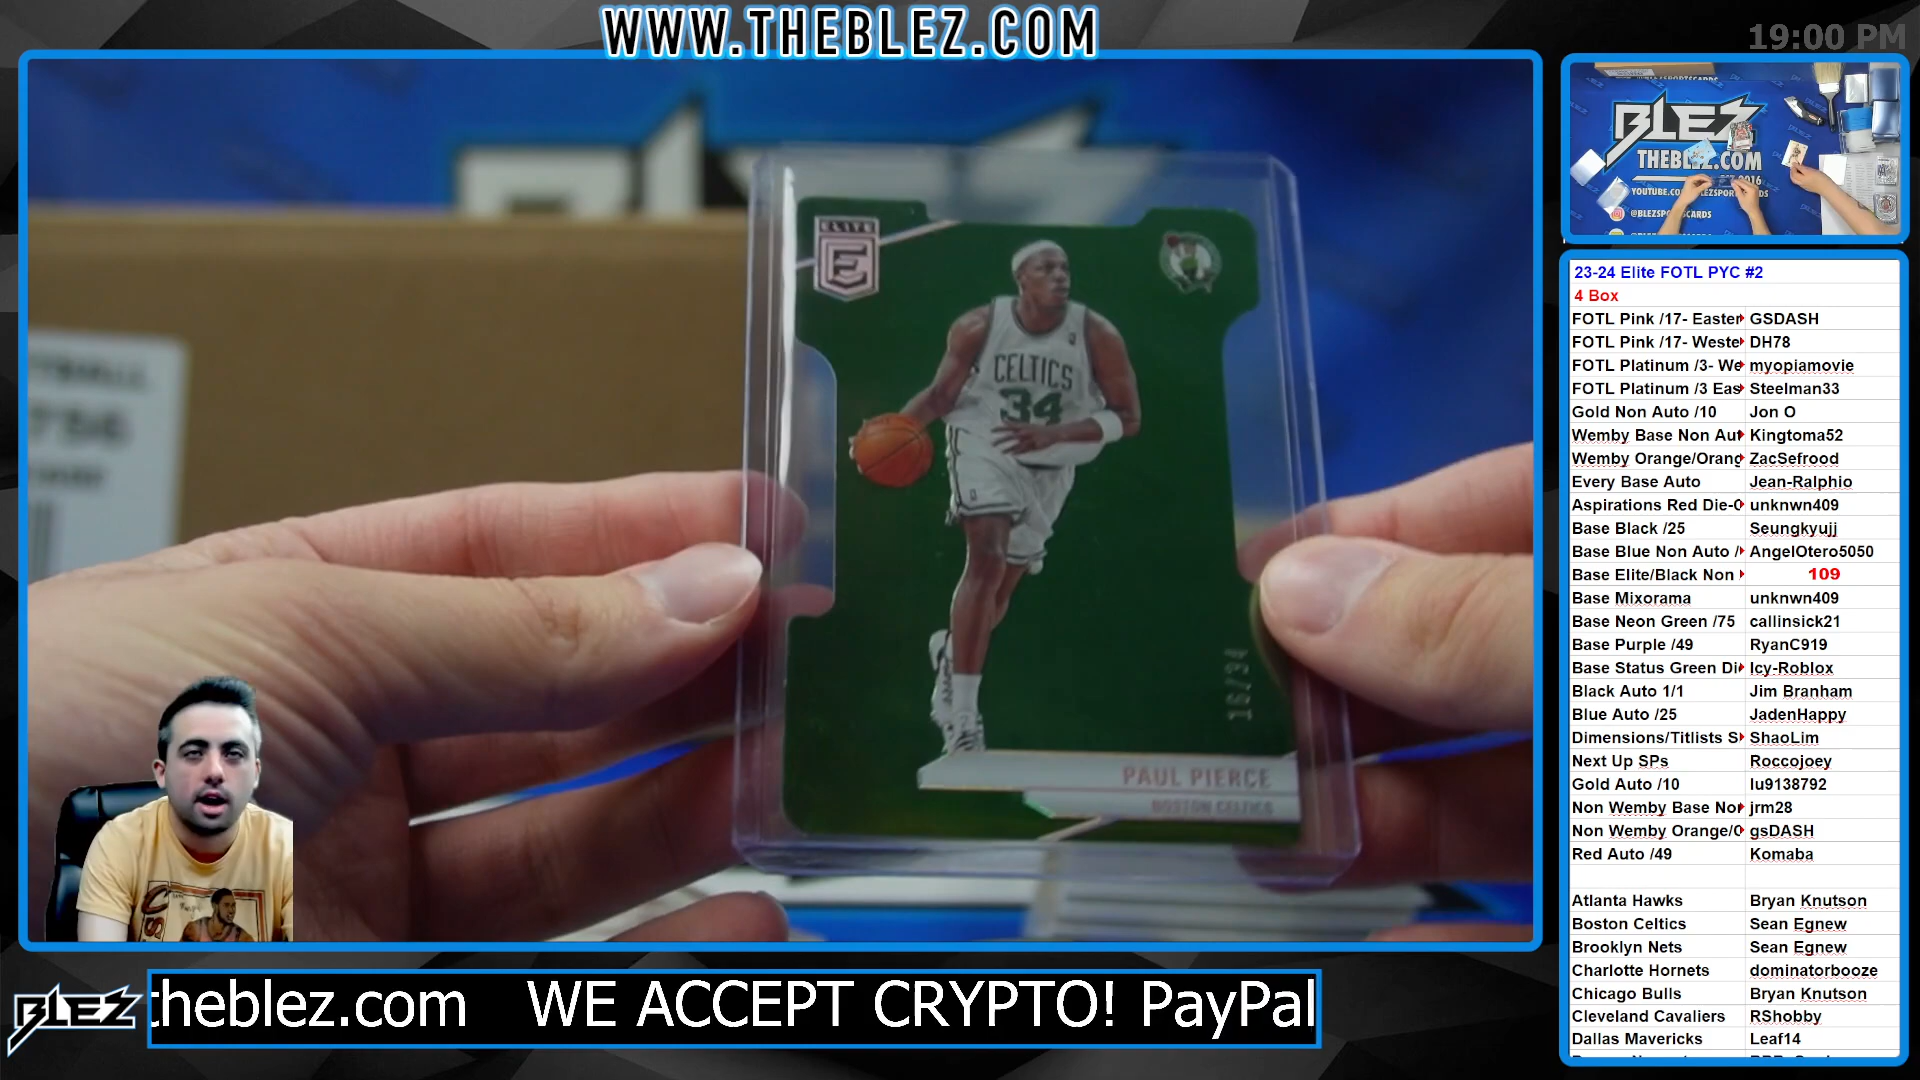 WWW.THEBLEZ.COM
19:00 PM
ELITE
E
CELTICS
34
16/94
PAUL PIERCE
BOSTON CELTICS
BLEZ
THEBLEZ.COM
@BLEZSPORTSCARDS
23-24 Elite FOTL PYC #2
4 Box
FOTL Pink /17- Easter GSDASH
FOTL Pink /17- Weste DH78
FOTL Platinum /3- We myopiamovie
FOTL Platinum /3 Eas Steelman33
Gold Non Auto /10 Jon O
Wemby Base Non Aut Kingtoma52
Wemby Orange/Orang ZacSefrood
Every Base Auto Jean-Ralphio
Aspirations Red Die-C unknwn409
Base Black /25 Seungkyujj
Base Blue Non Auto / AngelOtero5050
Base Elite/Black Non 109
Base Mixorama unknwn409
Base Neon Green /75 callinsick21
Base Purple /49 RyanC919
Base Status Green Di Icy-Roblox
Black Auto 1/1 Jim Branham
Blue Auto /25 JadenHappy
Dimensions/Titlists S ShaoLim
Next Up SPs Roccojoey
Gold Auto /10 lu9138792
Non Wemby Base Non jrm28
Non Wemby Orange/O gsDASH
Red Auto /49 Komaba
Atlanta Hawks Bryan Knutson
Boston Celtics Sean Egnew
Brooklyn Nets Sean Egnew
Charlotte Hornets dominatorbooze
Chicago Bulls Bryan Knutson
Cleveland Cavaliers RShobby
Dallas Mavericks Leaf14
BLEZ
theblez.com WE ACCEPT CRYPTO! PayPal